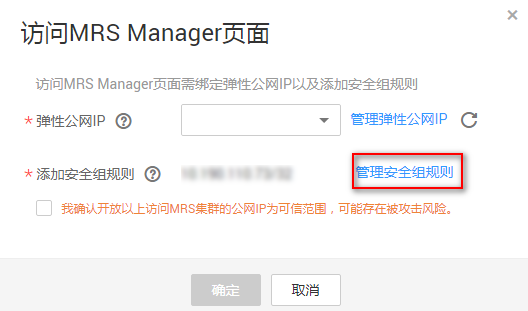 访问MRS Manager页面
访问MRS Manager页面需绑定弹性公网IP以及添加安全组规则
* 弹性公网IP ? 管理弹性公网IP
* 添加安全组规则 ? 管理安全组规则
我确认开放以上访问MRS集群的公网IP为可信范围，可能存在被攻击风险。
确定 取消